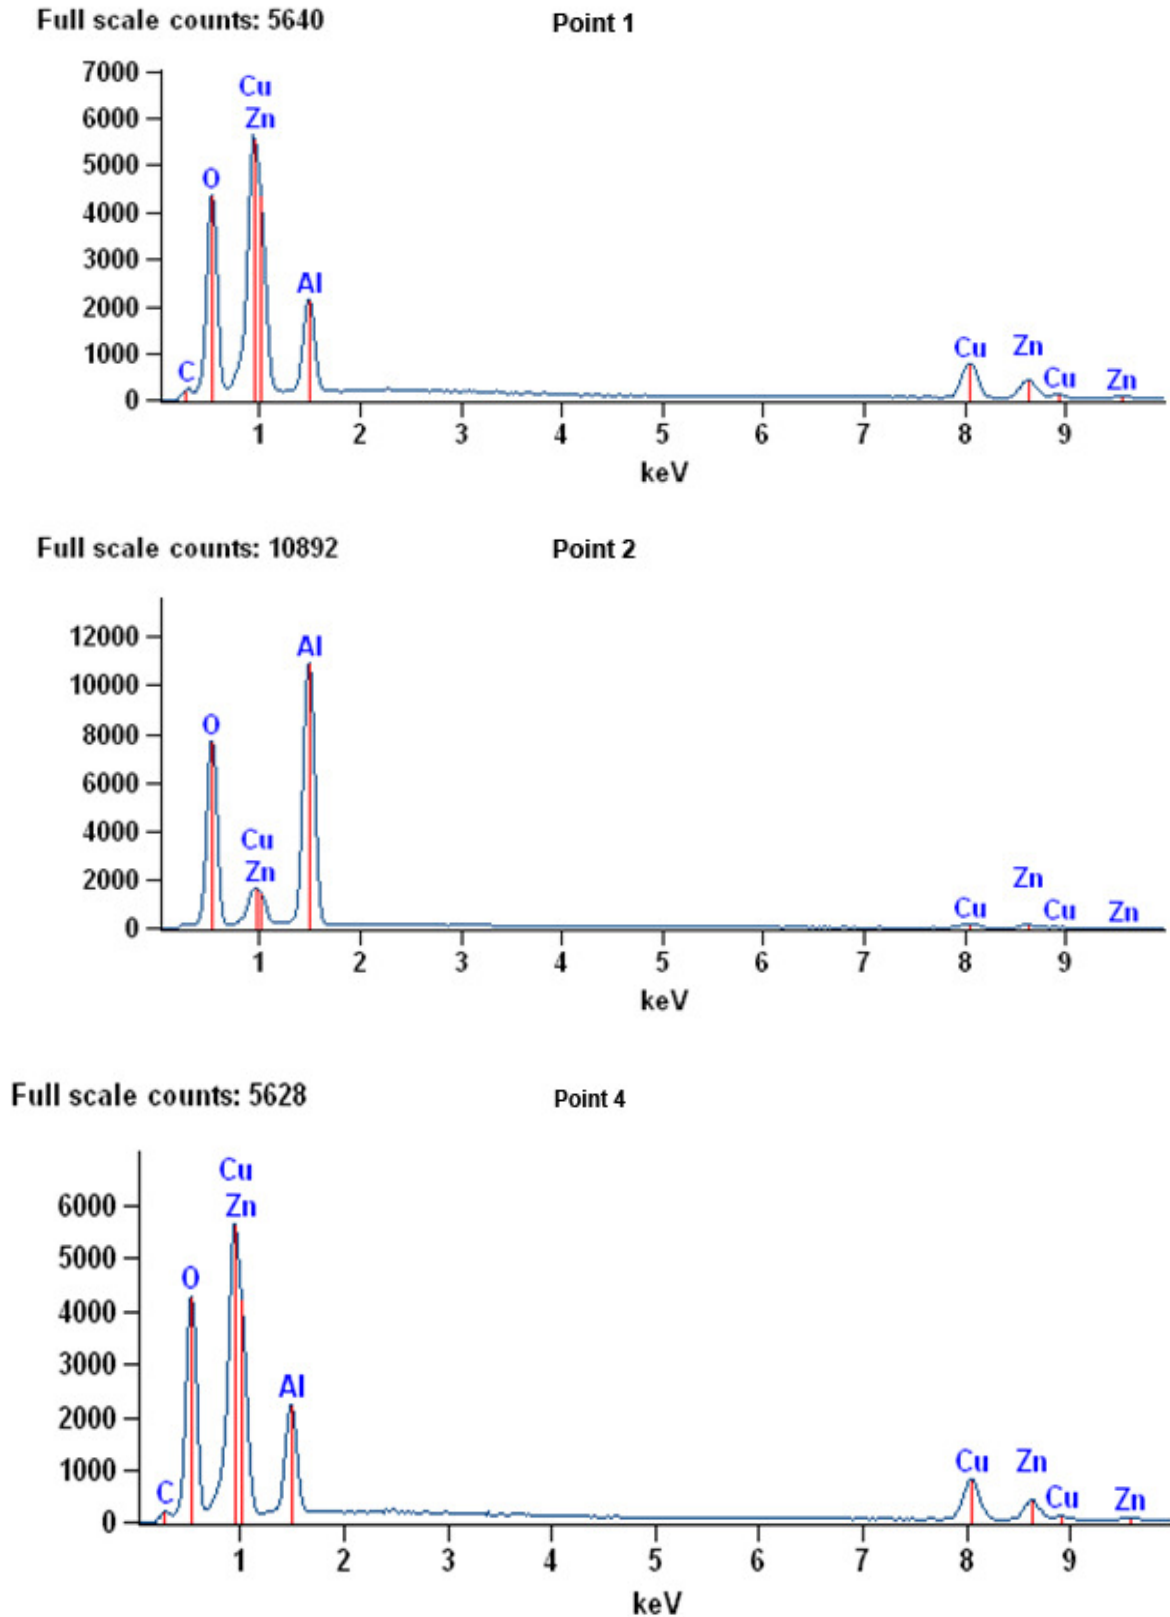 Full scale counts: 5640 Point 1
7000
6000
5000
4000
3000
2000
1000
0
Cu
Zn
O
Al
C
Cu
Zn
Cu
Zn
1 2 3 4 5 6 7 8 9
keV
Full scale counts: 10892 Point 2
12000
10000
8000
6000
4000
2000
0
Al
O
Cu
Zn
Zn
Cu Cu Zn
1 2 3 4 5 6 7 8 9
keV
Full scale counts: 5628 Point 4
6000
5000
4000
3000
2000
1000
0
Cu
Zn
O
Al
C
Cu Zn
Cu Zn
1 2 3 4 5 6 7 8 9
keV